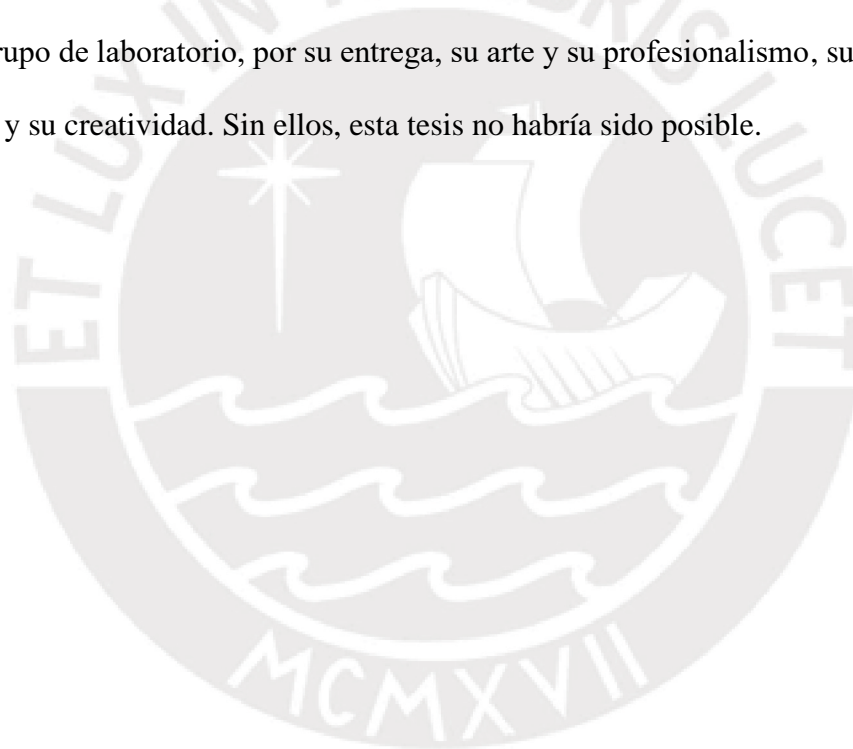 rupo de laboratorio, por su entrega, su arte y su profesionalismo, su
y su creatividad. Sin ellos, esta tesis no habría sido posible.
ET LUX IN
LUCET
MCMXVII